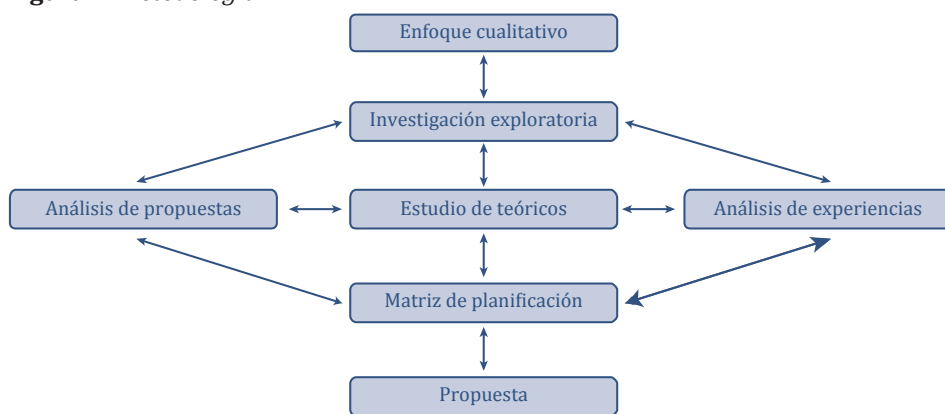 Enfoque cualitativo
Investigación exploratoria
Análisis de propuestas
Estudio de teóricos
Análisis de experiencias
Matriz de planificación
Propuesta